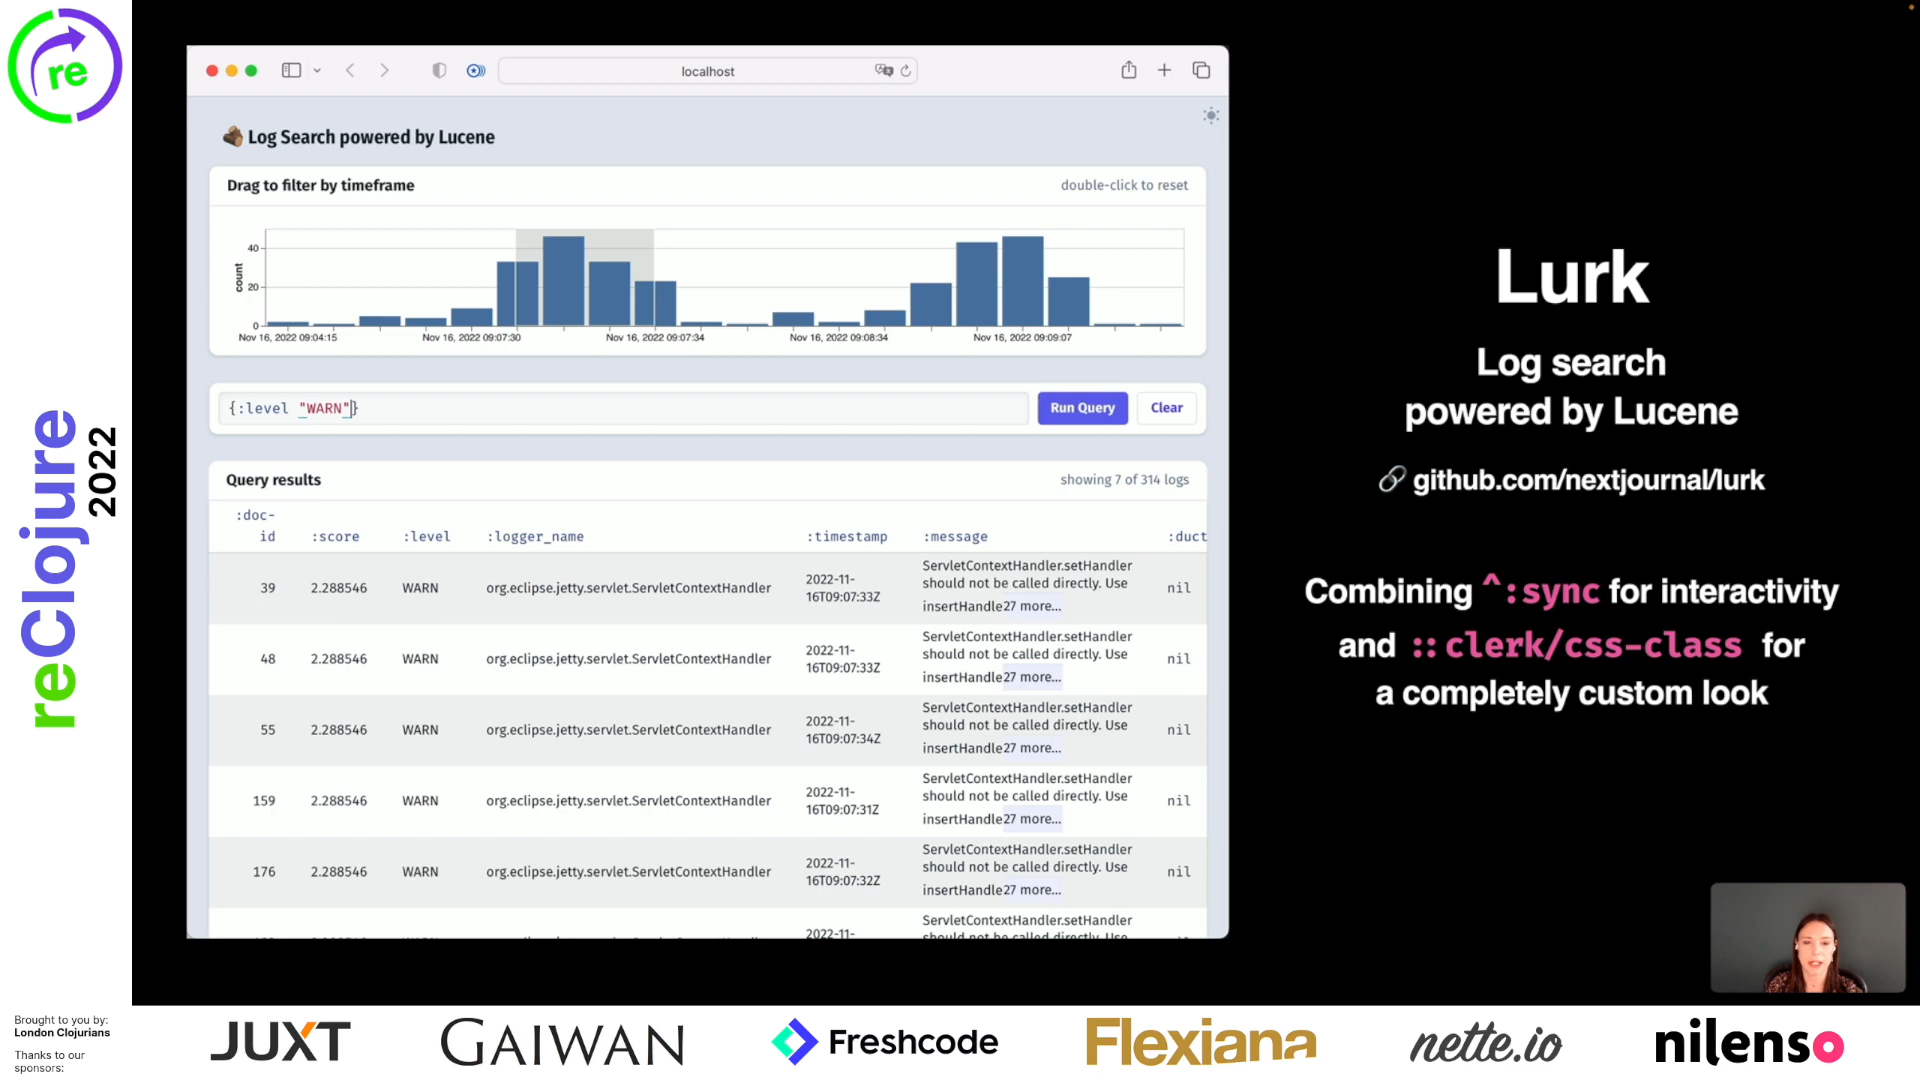 re
reClojure
2022
localhost
Log Search powered by Lucene
Drag to filter by timeframe
double-click to reset
count
40
20
0
Nov 16, 2022 09:04:15
Nov 16, 2022 09:07:30
Nov 16, 2022 09:07:34
Nov 16, 2022 09:08:34
Nov 16, 2022 09:09:07
{:level "WARN"}
Run Query
Clear
Query results
showing 7 of 314 logs
:doc-
id :score :level :logger_name :timestamp :message :duct
39 2.288546 WARN org.eclipse.jetty.servlet.ServletContextHandler 2022-11-
16T09:07:33Z
ServletContextHandler.setHandler
should not be called directly. Use
insertHandle27 more...
nil
48 2.288546 WARN org.eclipse.jetty.servlet.ServletContextHandler 2022-11-
16T09:07:33Z
ServletContextHandler.setHandler
should not be called directly. Use
insertHandle27 more...
nil
55 2.288546 WARN org.eclipse.jetty.servlet.ServletContextHandler 2022-11-
16T09:07:34Z
ServletContextHandler.setHandler
should not be called directly. Use
insertHandle27 more...
nil
159 2.288546 WARN org.eclipse.jetty.servlet.ServletContextHandler 2022-11-
16T09:07:31Z
ServletContextHandler.setHandler
should not be called directly. Use
insertHandle27 more...
nil
176 2.288546 WARN org.eclipse.jetty.servlet.ServletContextHandler 2022-11-
16T09:07:32Z
ServletContextHandler.setHandler
should not be called directly. Use
insertHandle27 more...
nil
2022-11-
ServletContextHandler.setHandler
should not be called directly. Use
Lurk
Log search
powered by Lucene
github.com/nextjournal/lurk
Combining ^:sync for interactivity
and ::clerk/css-class for
a completely custom look
Brought to you by:
London Clojurians
Thanks to our
sponsors:
JUXT
GAIWAN
Freshcode
Flexiana
nette.io
nilenso